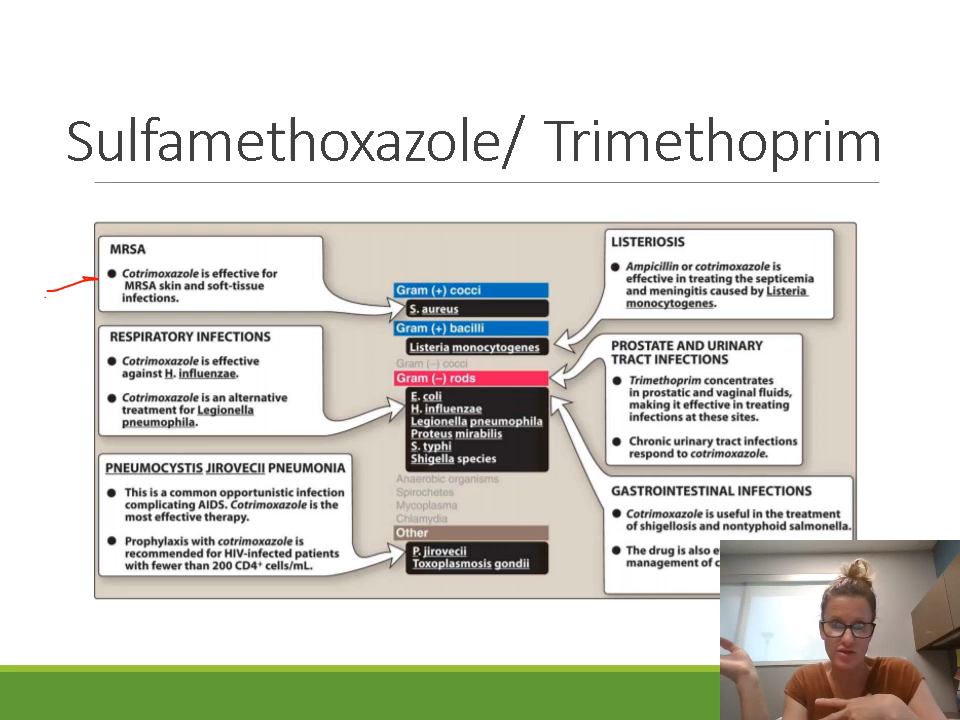 Sulfamethoxazole/ Trimethoprim
MRSA
● Cotrimoxazole is effective for
MRSA skin and soft-tissue
infections.
RESPIRATORY INFECTIONS
● Cotrimoxazole is effective
against H. influenzae.
● Cotrimoxazole is an alternative
treatment for Legionella
pneumophila.
PNEUMOCYSTIS JIROVECII PNEUMONIA
● This is a common opportunistic infection
complicating AIDS. Cotrimoxazole is the
most effective therapy.
● Prophylaxis with cotrimoxazole is
recommended for HIV-infected patients
with fewer than 200 CD4⁺ cells/mL.
Gram (+) cocci
S. aureus
Gram (+) bacilli
Listeria monocytogenes
Gram (–) cocci
Gram (–) rods
E. coli
H. influenzae
Legionella pneumophila
Proteus mirabilis
S. typhi
Shigella species
Anaerobic organisms
Spirochetes
Mycoplasma
Chlamydia
Other
P. jirovecii
Toxoplasmosis gondii
LISTERIOSIS
● Ampicillin or cotrimoxazole is
effective in treating the septicemia
and meningitis caused by Listeria
monocytogenes.
PROSTATE AND URINARY
TRACT INFECTIONS
● Trimethoprim concentrates
in prostatic and vaginal fluids,
making it effective in treating
infections at these sites.
● Chronic urinary tract infections
respond to cotrimoxazole.
GASTROINTESTINAL INFECTIONS
● Cotrimoxazole is useful in the treatment
of shigellosis and nontyphoid salmonella.
● The drug is also
management of